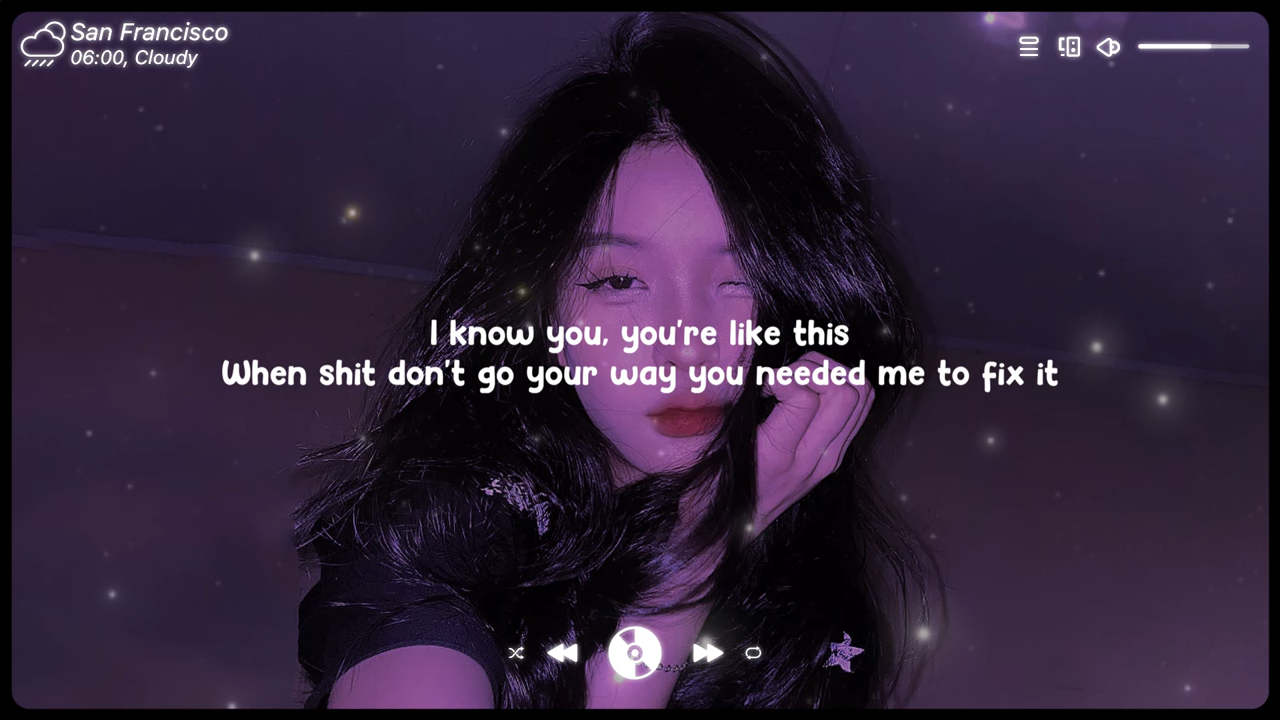 San Francisco
06:00, Cloudy
I know you, you're like this
When shit don't go your way you needed me to fix it